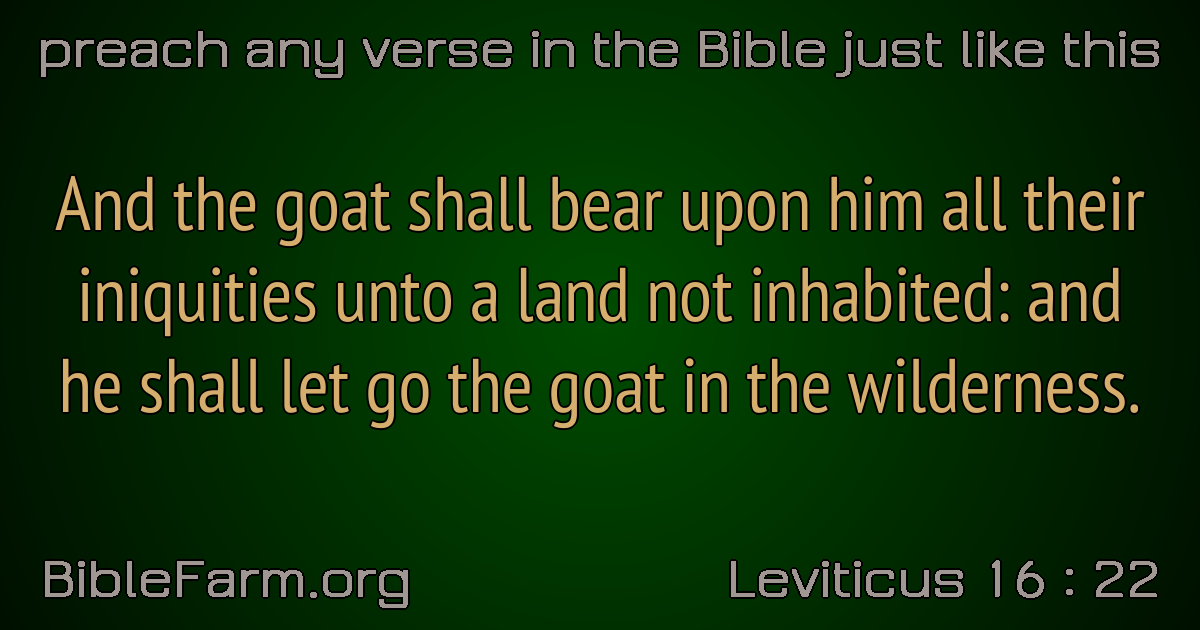 preach any verse in the Bible just like this
And the goat shall bear upon him all their
iniquities unto a land not inhabited: and
he shall let go the goat in the wilderness.
BibleFarm.org
Leviticus 16 : 22